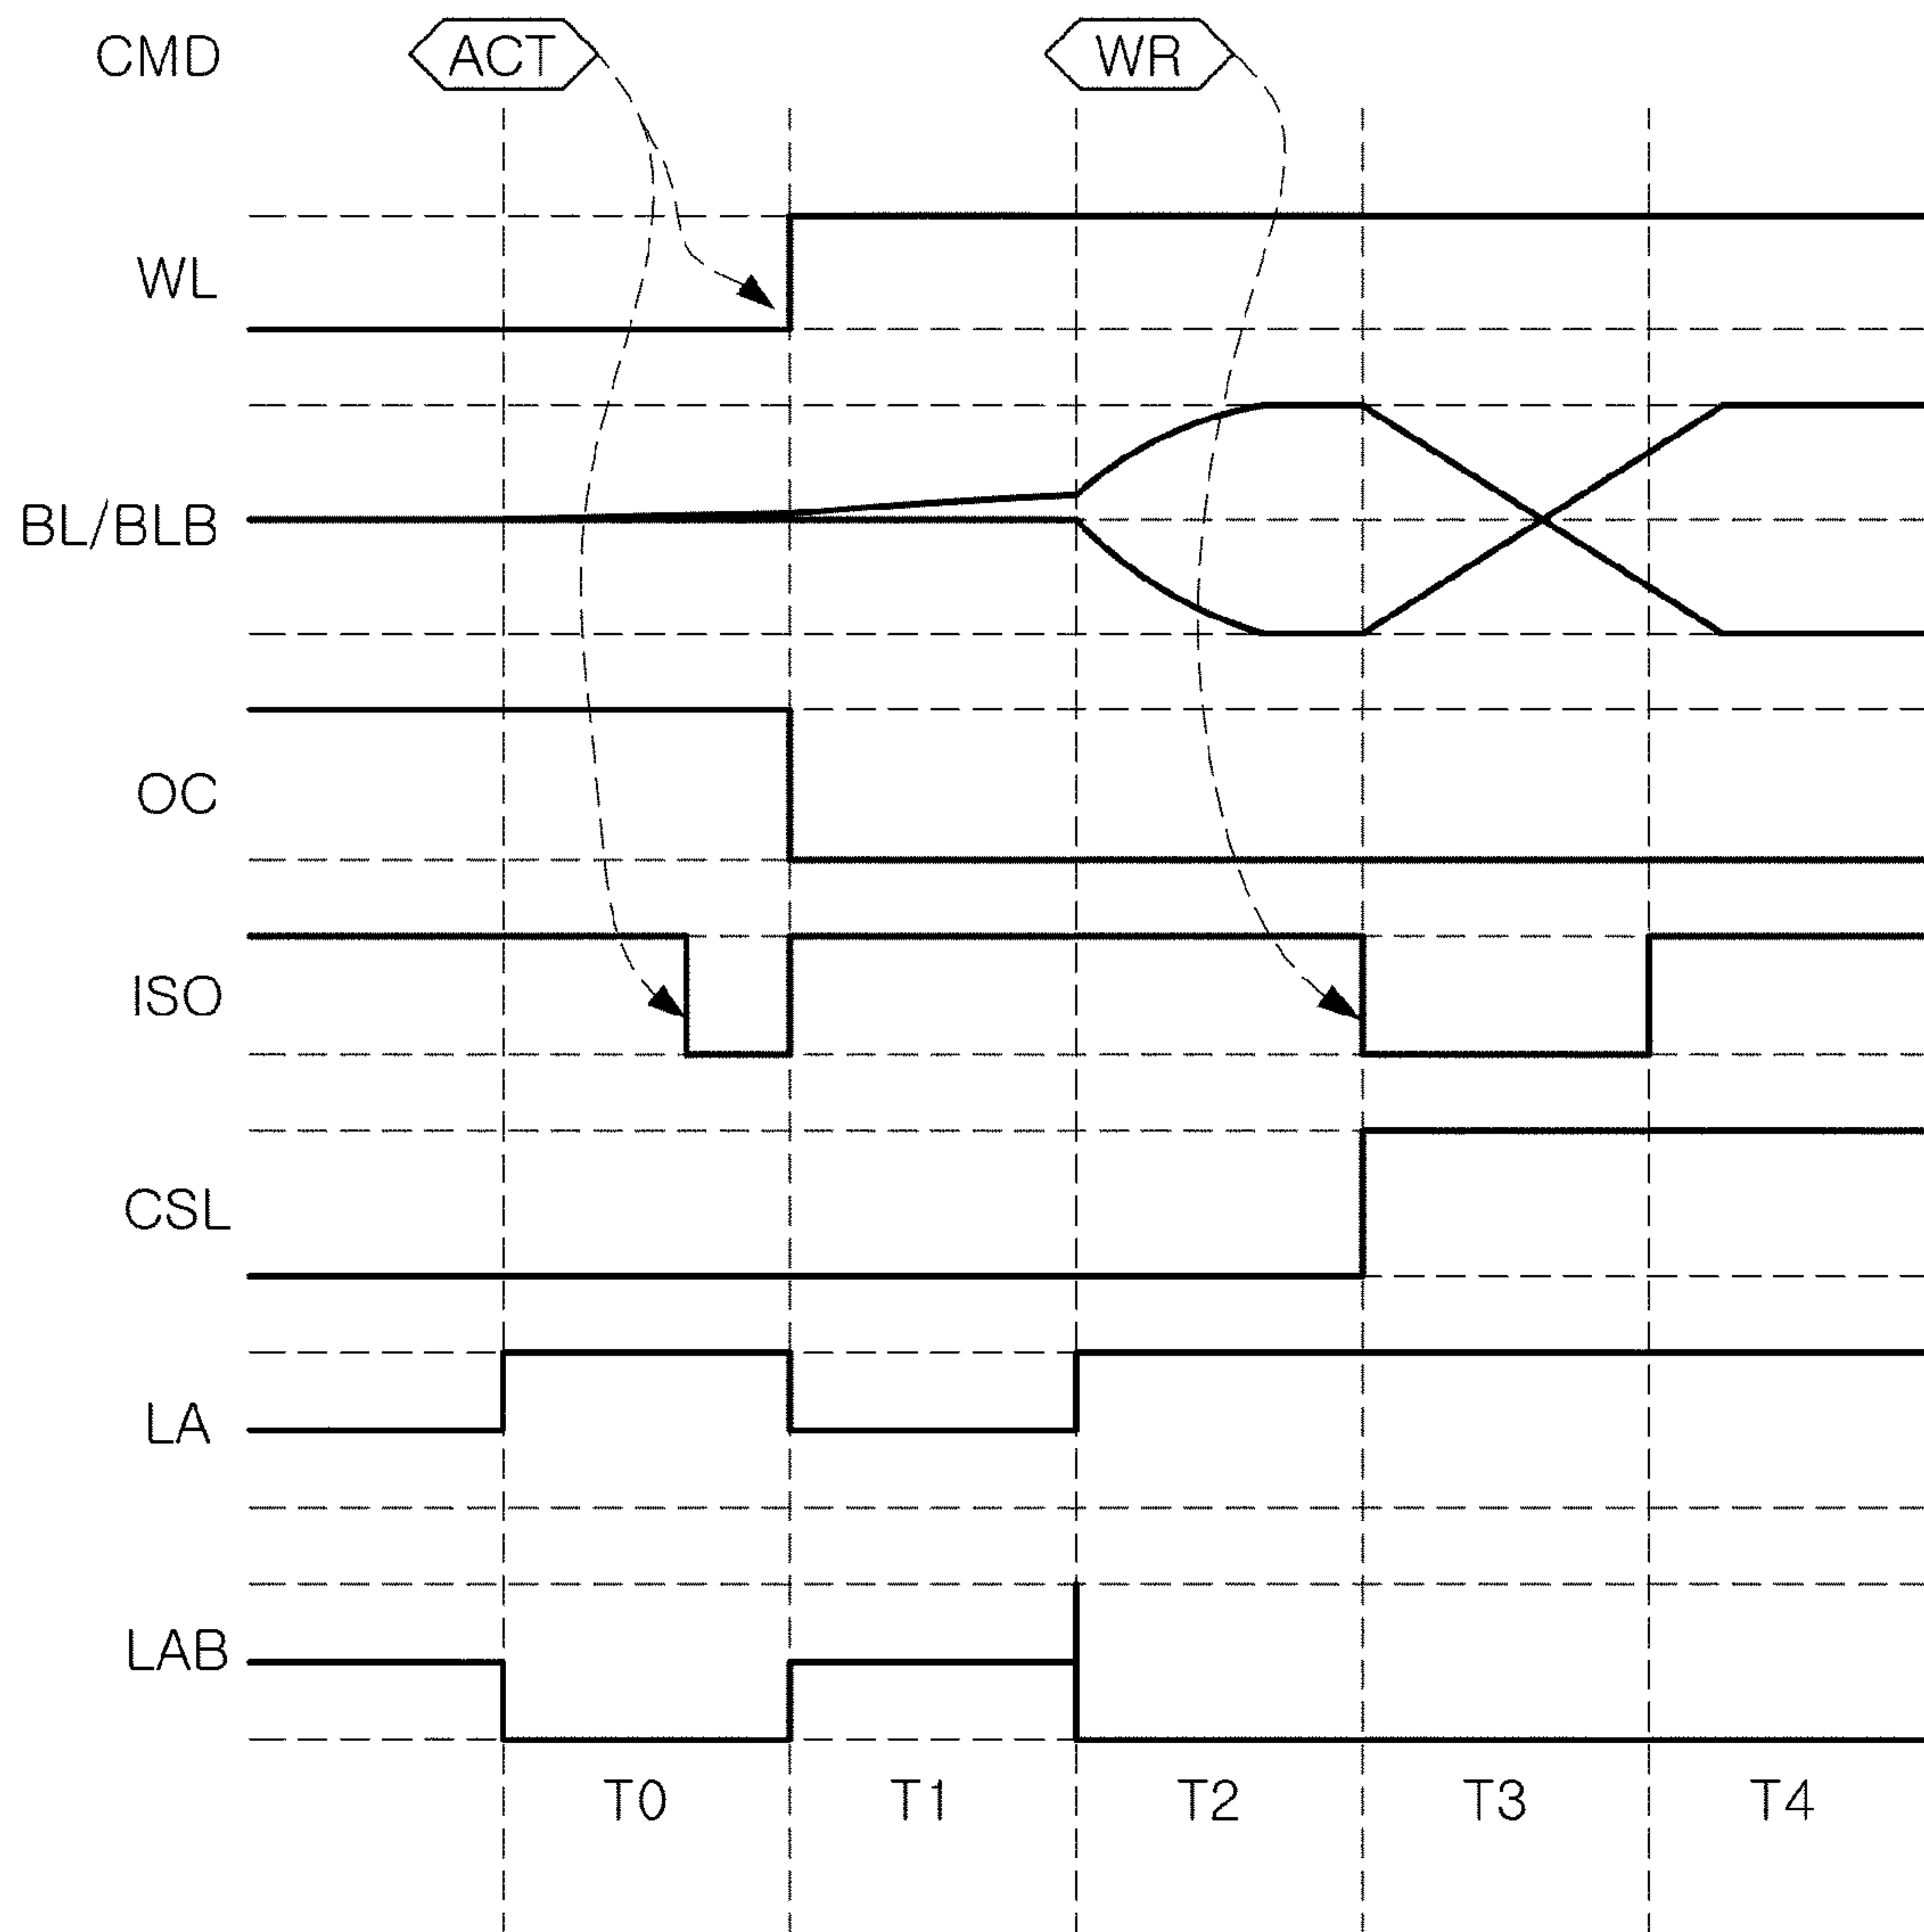 CMD ACT WR
WL
BL/BLB
OC
ISO
CSL
LA
LAB
T0 T1 T2 T3 T4